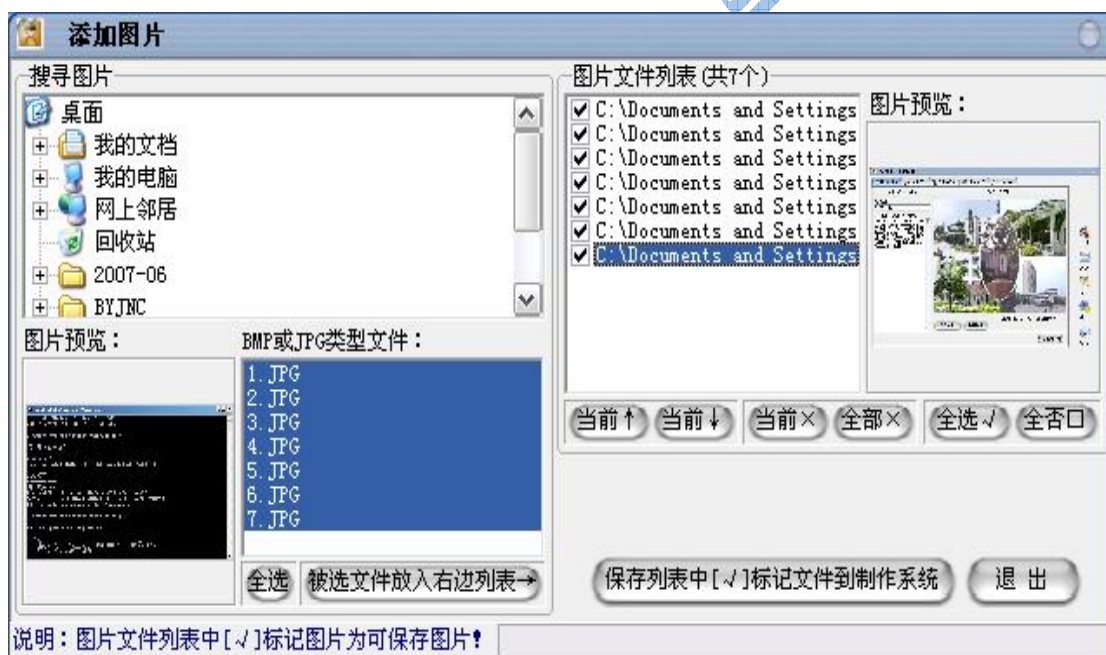 添加图片
搜寻图片
桌面
我的文档
我的电脑
网上邻居
回收站
2007-06
BYJNC
图片预览：
BMP或JPG类型文件：
1.JPG
2.JPG
3.JPG
4.JPG
5.JPG
6.JPG
7.JPG
全选
被选文件放入右边列表→
图片文件列表(共7个)
C:\Documents and Settings
C:\Documents and Settings
C:\Documents and Settings
C:\Documents and Settings
C:\Documents and Settings
C:\Documents and Settings
C:\Documents and Settings
图片预览：
当前↑ 当前↓ 当前× 全部× 全选√ 全否口
保存列表中[√]标记文件到制作系统 退 出
说明：图片文件列表中[√]标记图片为可保存图片！